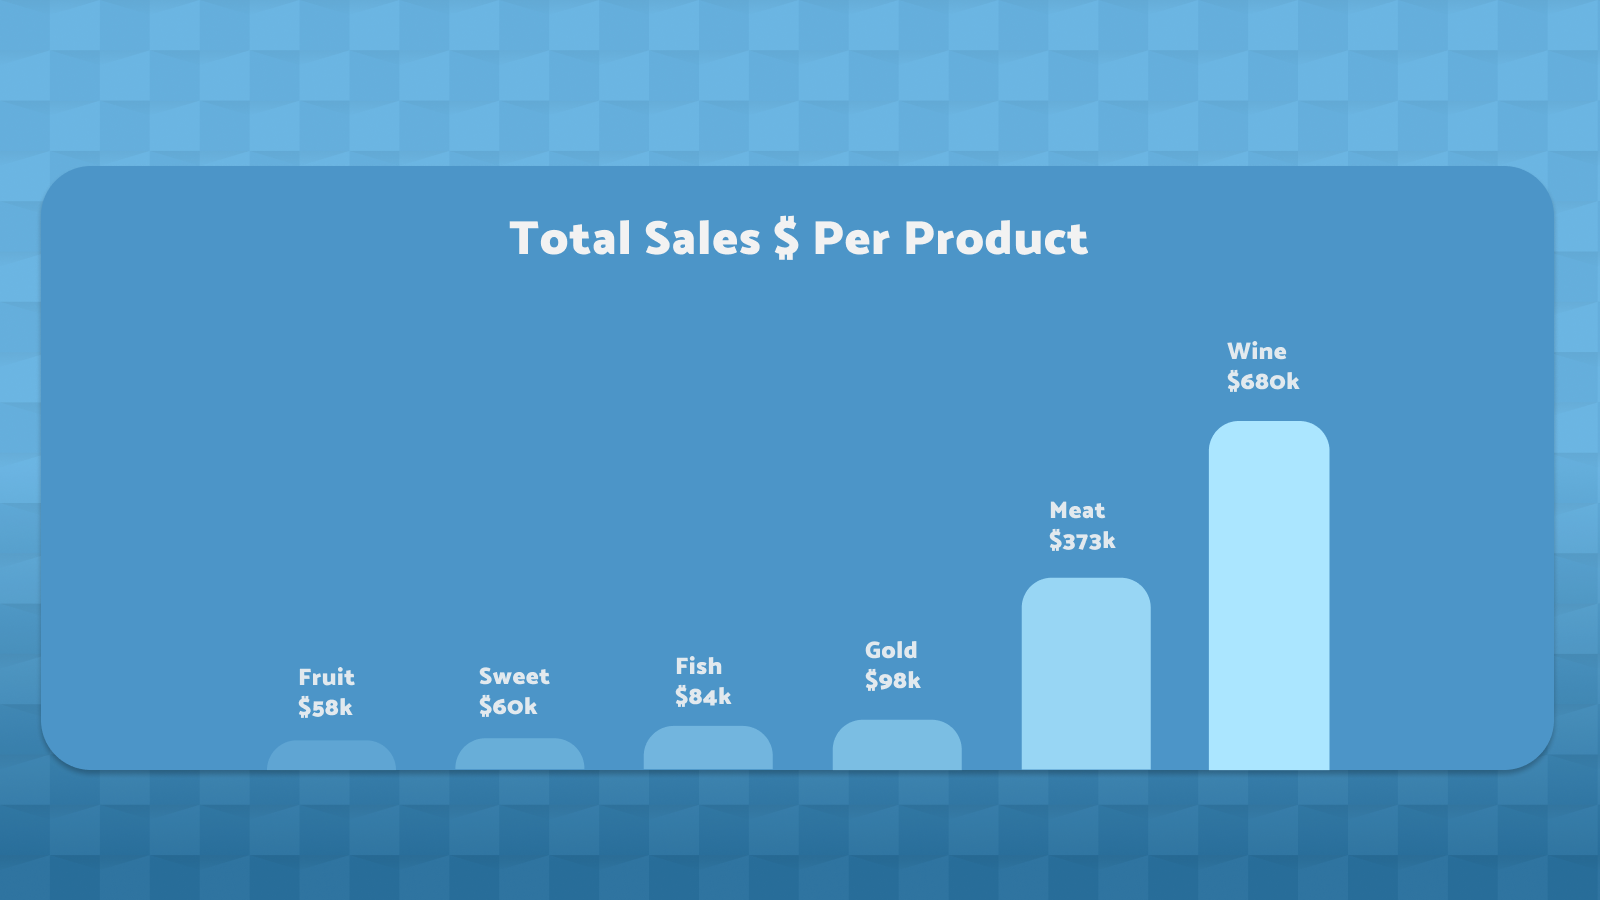 Total Sales $ Per Product
Wine
$680k
Meat
$373k
Gold
$98k
Fish
$84k
Sweet
$60k
Fruit
$58k